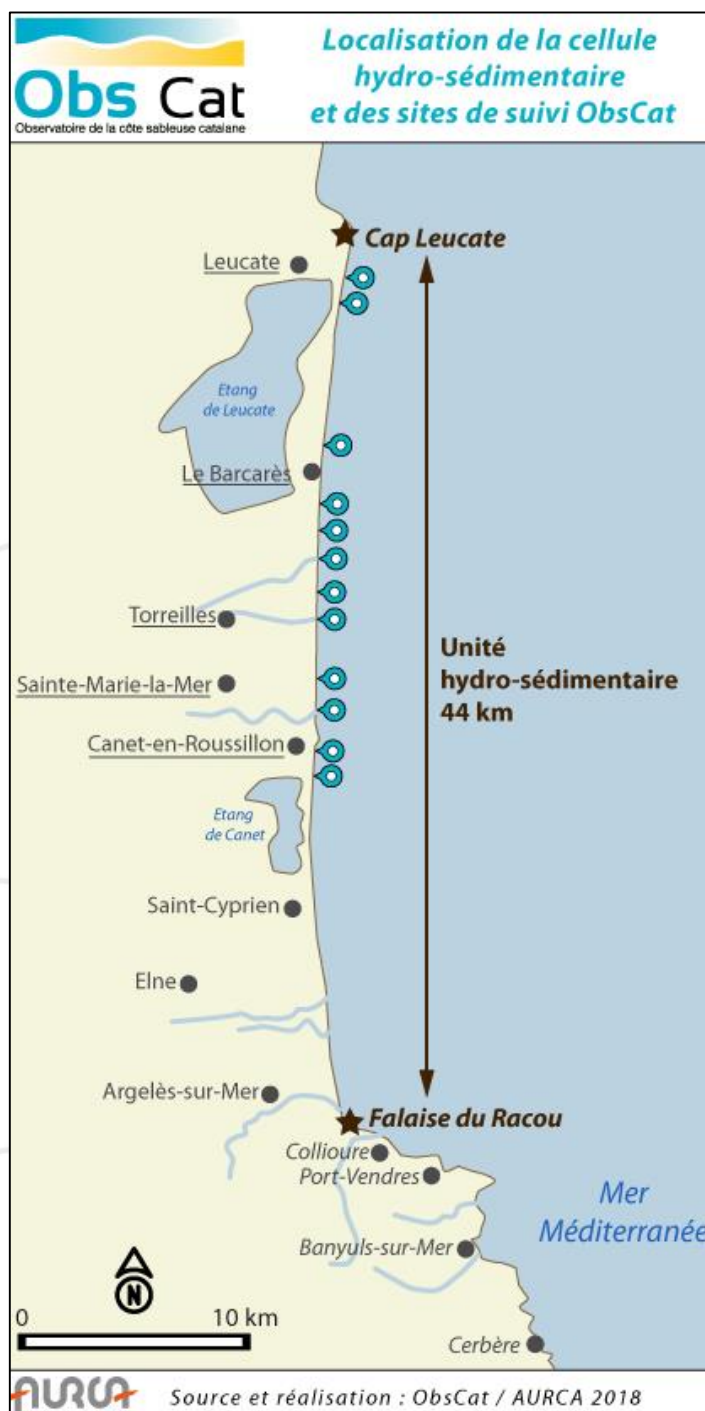 Obs Cat
Observatoire de la côte sableuse catalane
Localisation de la cellule
hydro-sédimentaire
et des sites de suivi ObsCat
Cap Leucate
Leucate
Etang
de Leucate
Le Barcarès
Torreilles
Unité
hydro-sédimentaire
44 km
Sainte-Marie-la-Mer
Canet-en-Roussillon
Etang
de Canet
Saint-Cyprien
Elne
Argelès-sur-Mer
Falaise du Racou
Collioure
Port-Vendres
Mer
Méditerranée
Banyuls-sur-Mer
N
0 10 km
Cerbère
AURCA
Source et réalisation : ObsCat / AURCA 2018